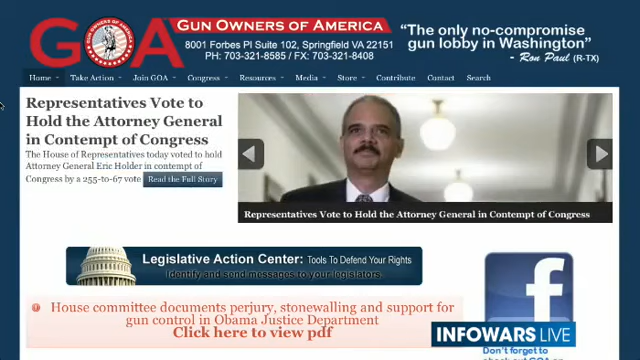 GOA
GUN OWNERS OF AMERICA
8001 Forbes Pl Suite 102, Springfield VA 22151
PH: 703-321-8585 / FX: 703-321-8408
"The only no-compromise
gun lobby in Washington"
- Ron Paul (R-TX)
Home Take Action Join GOA Congress Resources Media Store Contribute Contact Search
Representatives Vote to
Hold the Attorney General
in Contempt of Congress
The House of Representatives today voted to hold
Attorney General Eric Holder in contempt of
Congress by a 255-to-67 vote.
Read the Full Story
Representatives Vote to Hold the Attorney General in Contempt of Congress
Legislative Action Center: Tools To Defend Your Rights
Identify and send messages to your legislators.
House committee documents perjury, stonewalling and support for
gun control in Obama Justice Department
Click here to view pdf
f
INFOWARS LIVE
Don't forget to